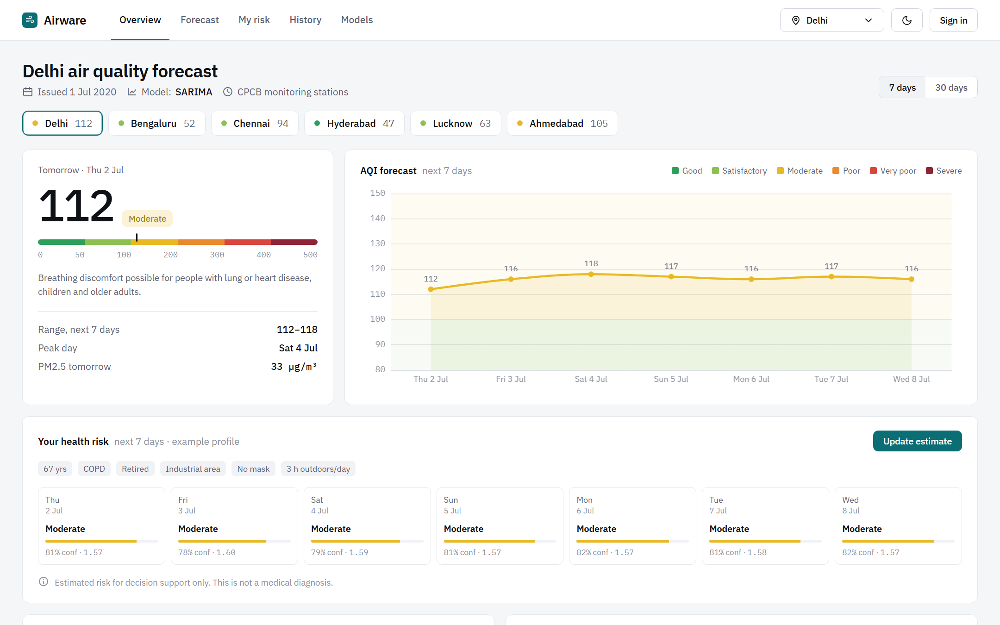 Airware
Overview
Forecast
My risk
History
Models
Delhi
Sign in
Delhi air quality forecast
Issued 1 Jul 2020
Model: SARIMA
CPCB monitoring stations
7 days
30 days
Delhi 112
Bengaluru 52
Chennai 94
Hyderabad 47
Lucknow 63
Ahmedabad 105
Tomorrow · Thu 2 Jul
112
Moderate
0 50 100 200 300 400 500
Breathing discomfort possible for people with lung or heart disease,
children and older adults.
Range, next 7 days 112–118
Peak day Sat 4 Jul
PM2.5 tomorrow 33 µg/m³
AQI forecast next 7 days
Good
Satisfactory
Moderate
Poor
Very poor
Severe
150
140
130
120
110
100
90
80
112
116
118
117
116
117
116
Thu 2 Jul
Fri 3 Jul
Sat 4 Jul
Sun 5 Jul
Mon 6 Jul
Tue 7 Jul
Wed 8 Jul
Your health risk next 7 days · example profile
Update estimate
67 yrs
COPD
Retired
Industrial area
No mask
3 h outdoors/day
Thu
2 Jul
Moderate
81% conf · 1.57
Fri
3 Jul
Moderate
78% conf · 1.60
Sat
4 Jul
Moderate
79% conf · 1.59
Sun
5 Jul
Moderate
81% conf · 1.57
Mon
6 Jul
Moderate
82% conf · 1.57
Tue
7 Jul
Moderate
81% conf · 1.58
Wed
8 Jul
Moderate
82% conf · 1.57
Estimated risk for decision support only. This is not a medical diagnosis.